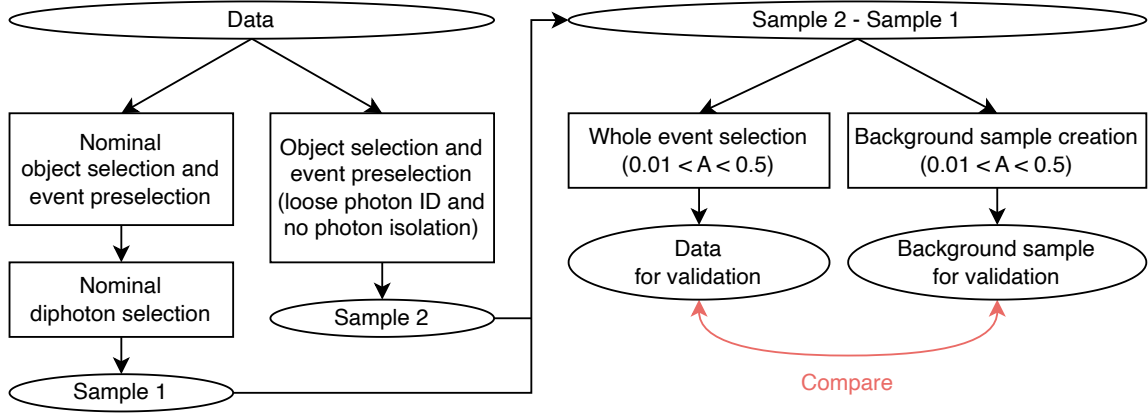 Data
Nominal
object selection and
event preselection
Object selection and
event preselection
(loose photon ID and
no photon isolation)
Nominal
diphoton selection
Sample 2
Sample 1
Sample 2 - Sample 1
Whole event selection
(0.01 < A < 0.5)
Background sample creation
(0.01 < A < 0.5)
Data
for validation
Background sample
for validation
Compare